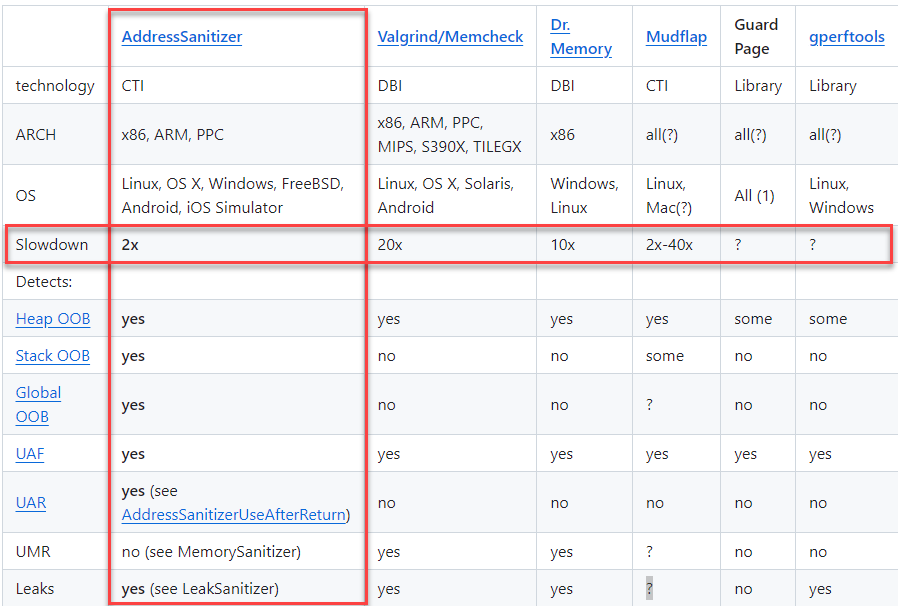 AddressSanitizer Valgrind/Memcheck Dr. Memory Mudflap Guard Page gperftools
technology CTI DBI DBI CTI Library Library
ARCH x86, ARM, PPC x86, ARM, PPC, MIPS, S390X, TILEGX x86 all(?) all(?) all(?)
OS Linux, OS X, Windows, FreeBSD, Android, iOS Simulator Linux, OS X, Solaris, Android Windows, Linux Linux, Mac(?) All (1) Linux, Windows
Slowdown 2x 20x 10x 2x-40x ? ?
Detects:
Heap OOB yes yes yes yes some some
Stack OOB yes no no some no no
Global OOB yes no no ? no no
UAF yes yes yes yes yes yes
UAR yes (see AddressSanitizerUseAfterReturn) no no no no no
UMR no (see MemorySanitizer) yes yes ? no no
Leaks yes (see LeakSanitizer) yes yes ? no yes